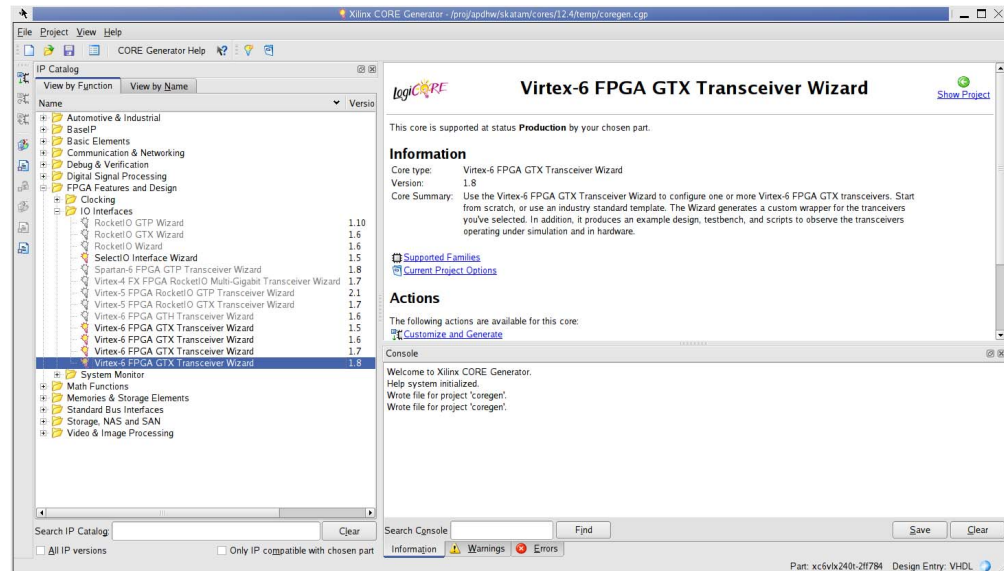 Xilinx CORE Generator - /proj/apdhw/skatam/cores/12.4/temp/coregen.cgp
File Project View Help
CORE Generator Help
IP Catalog
View by Function View by Name
Name Versio
Automotive & Industrial
BaseIP
Basic Elements
Communication & Networking
Debug & Verification
Digital Signal Processing
FPGA Features and Design
Clocking
IO Interfaces
RocketIO GTP Wizard 1.10
RocketIO GTX Wizard 1.6
RocketIO Wizard 1.6
SelectIO Interface Wizard 1.5
Spartan-6 FPGA GTP Transceiver Wizard 1.8
Virtex-4 FX FPGA RocketIO Multi-Gigabit Transceiver Wizard 1.7
Virtex-5 FPGA RocketIO GTP Transceiver Wizard 2.1
Virtex-5 FPGA RocketIO GTX Transceiver Wizard 1.7
Virtex-6 FPGA GTH Transceiver Wizard 1.6
Virtex-6 FPGA GTX Transceiver Wizard 1.5
Virtex-6 FPGA GTX Transceiver Wizard 1.6
Virtex-6 FPGA GTX Transceiver Wizard 1.7
Virtex-6 FPGA GTX Transceiver Wizard 1.8
System Monitor
Math Functions
Memories & Storage Elements
Standard Bus Interfaces
Storage, NAS and SAN
Video & Image Processing
Search IP Catalog: Clear
All IP versions Only IP compatible with chosen part
LogiCORE
Virtex-6 FPGA GTX Transceiver Wizard
Show Project
This core is supported at status Production by your chosen part.
Information
Core type: Virtex-6 FPGA GTX Transceiver Wizard
Version: 1.8
Core Summary: Use the Virtex-6 FPGA GTX Transceiver Wizard to configure one or more Virtex-6 FPGA GTX transceivers. Start
from scratch, or use an industry standard template. The Wizard generates a custom wrapper for the tranceivers
you've selected. In addition, it produces an example design, testbench, and scripts to observe the transceivers
operating under simulation and in hardware.
Supported Families
Current Project Options
Actions
The following actions are available for this core:
Customize and Generate
Console
Welcome to Xilinx CORE Generator.
Help system initialized.
Wrote file for project 'coregen'.
Wrote file for project 'coregen'.
Search Console Find Save Clear
Information Warnings Errors
Part: xc6vlx240t-2ff784 Design Entry: VHDL